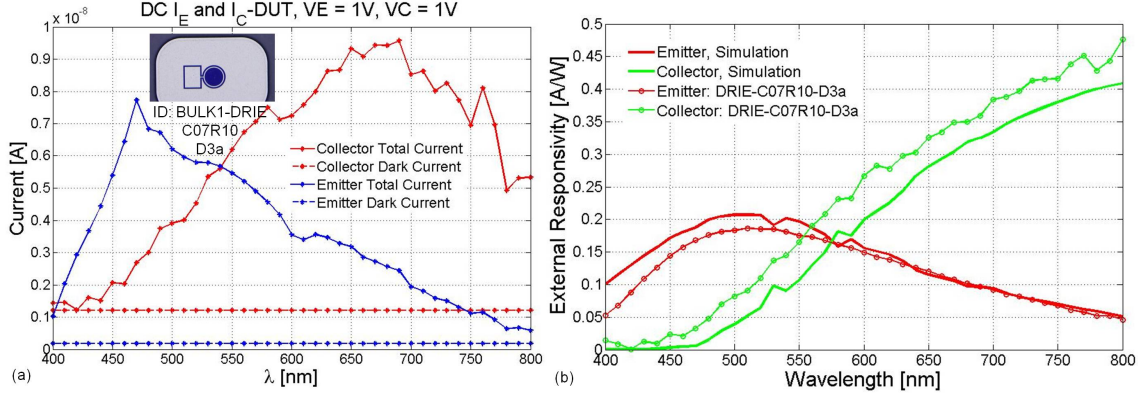 DC I_E and I_C-DUT, VE = 1V, VC = 1V
x 10^-8
1
0.9
0.8
0.7
0.6
0.5
0.4
0.3
0.2
0.1
0
Current [A]
ID: BULK1-DRIE
C07R10
D3a
Collector Total Current
Collector Dark Current
Emitter Total Current
Emitter Dark Current
400 450 500 550 600 650 700 750 800
λ [nm]
(a)
0.5
0.45
0.4
0.35
0.3
0.25
0.2
0.15
0.1
0.05
0
External Responsivity [A/W]
Emitter, Simulation
Collector, Simulation
Emitter: DRIE-C07R10-D3a
Collector: DRIE-C07R10-D3a
400 450 500 550 600 650 700 750 800
Wavelength [nm]
(b)